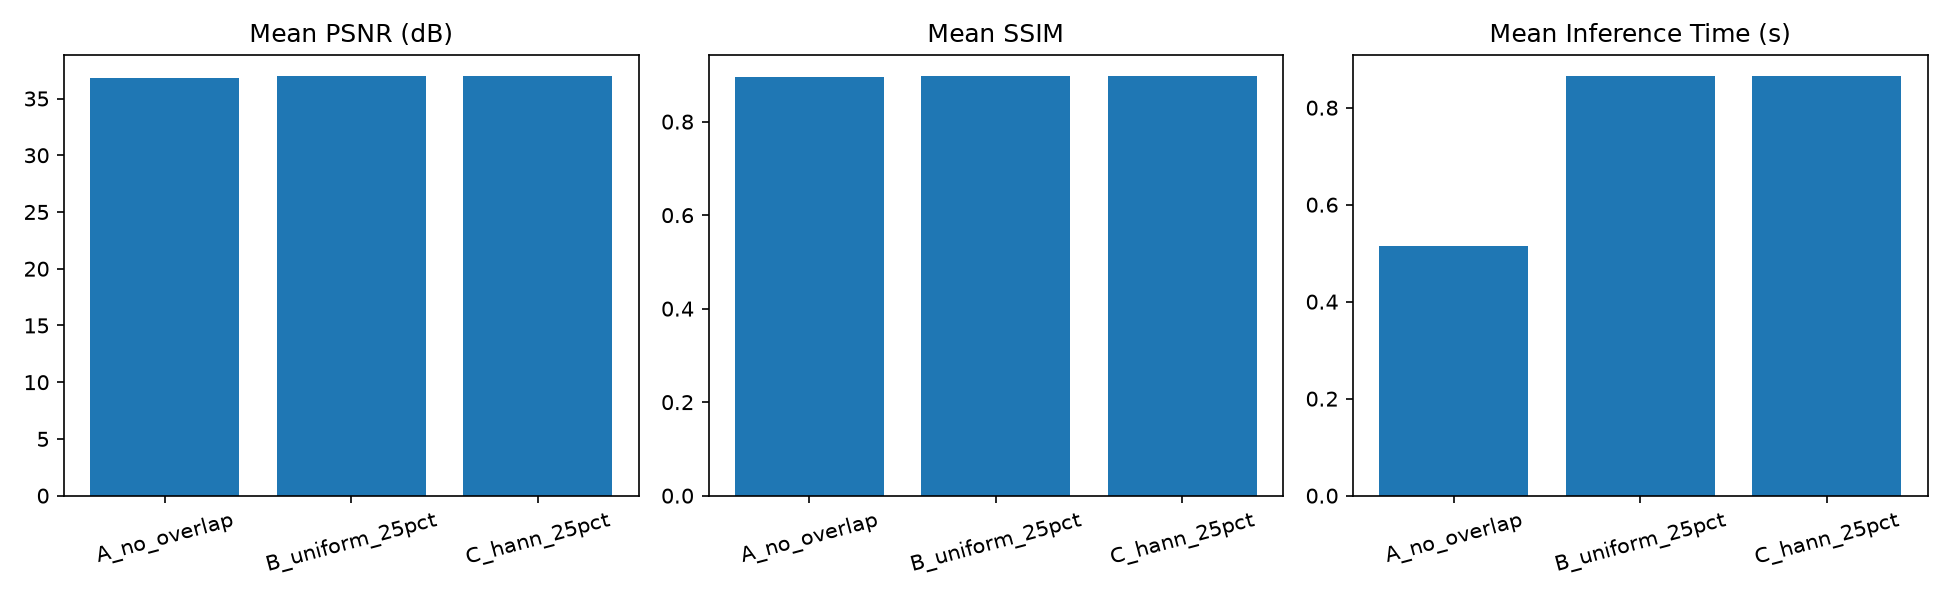 Mean PSNR (dB)
35
30
25
20
15
10
5
0
A_no_overlap
B_uniform_25pct
C_hann_25pct
Mean SSIM
0.8
0.6
0.4
0.2
0.0
A_no_overlap
B_uniform_25pct
C_hann_25pct
Mean Inference Time (s)
0.8
0.6
0.4
0.2
0.0
A_no_overlap
B_uniform_25pct
C_hann_25pct